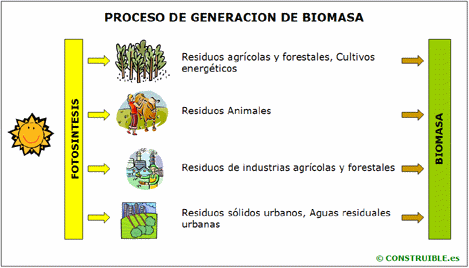 PROCESO DE GENERACION DE BIOMASA
FOTOSINTESIS
Residuos agrícolas y forestales, Cultivos
energéticos
Residuos Animales
Residuos de industrias agrícolas y forestales
Residuos sólidos urbanos, Aguas residuales
urbanas
BIOMASA
© CONSTRUIBLE.es